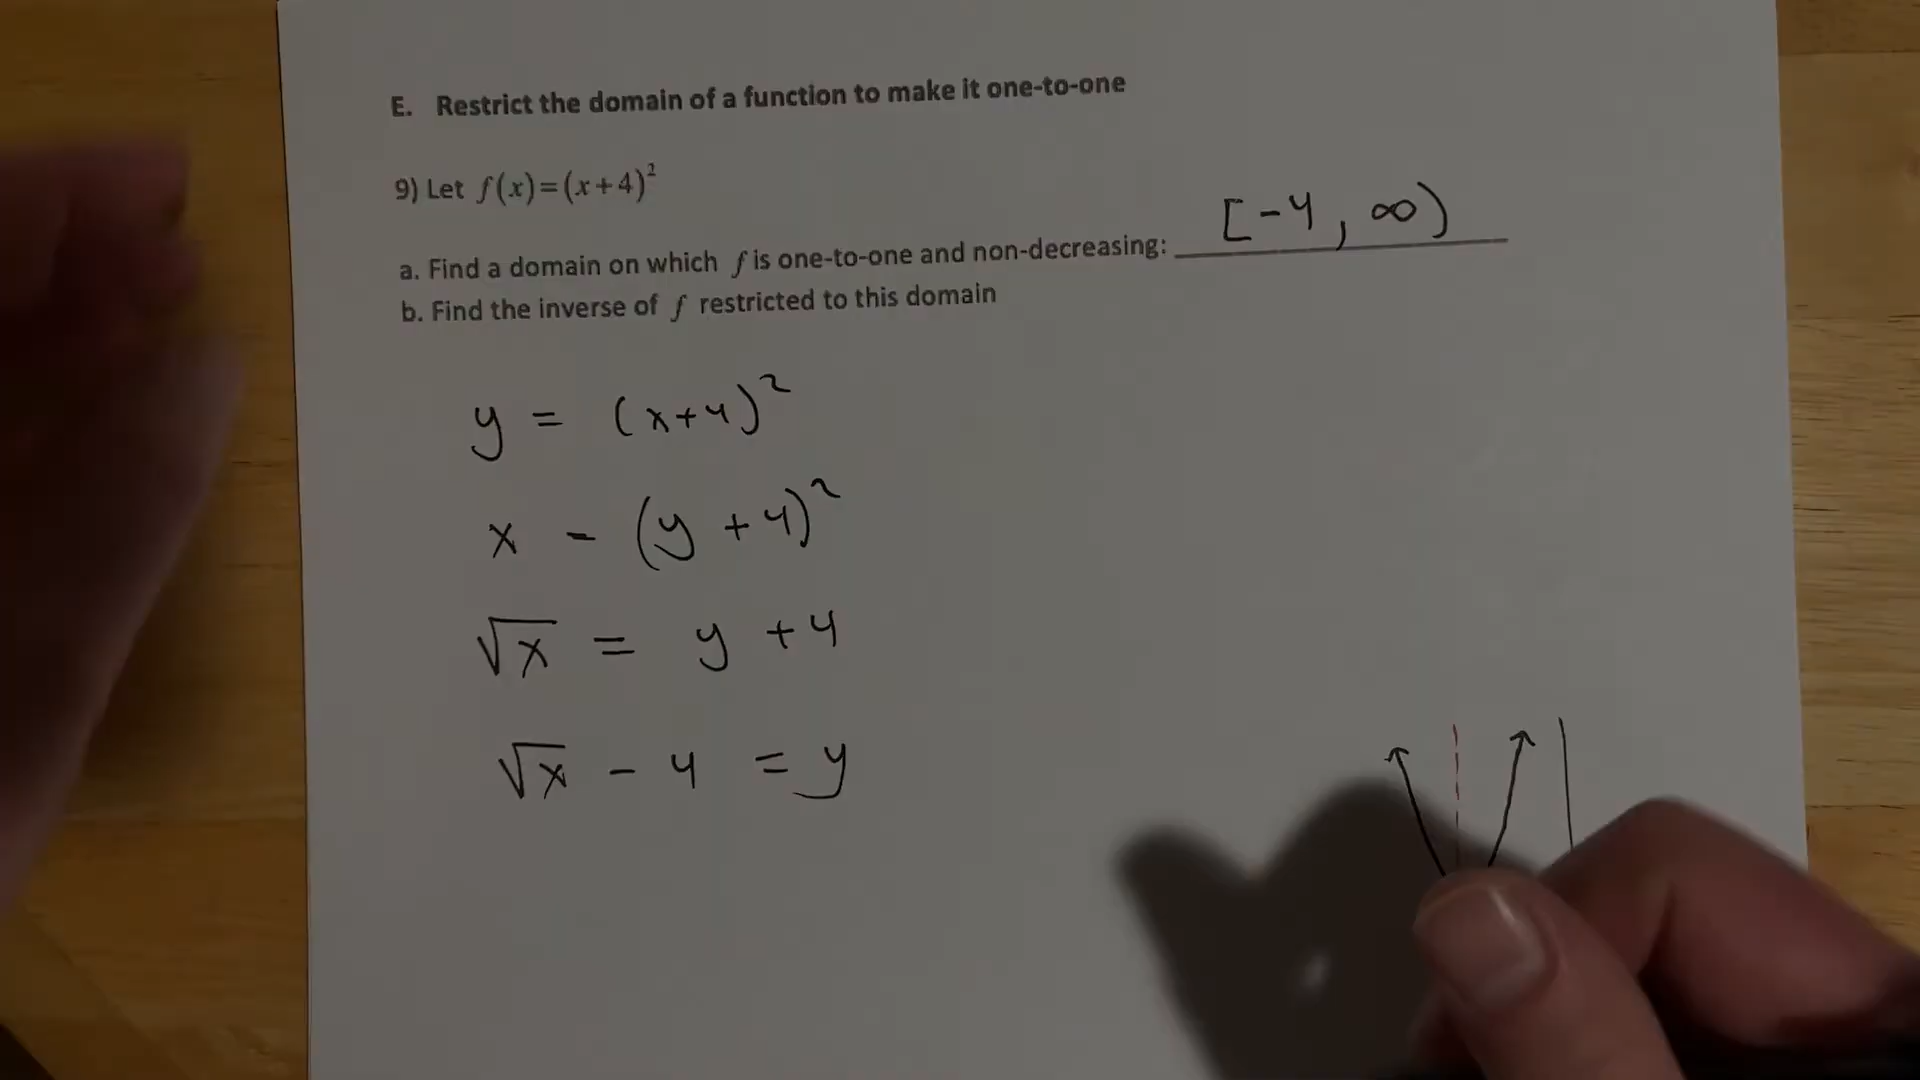 E. Restrict the domain of a function to make it one-to-one
9) Let f(x)=(x+4)²
[-4, ∞)
a. Find a domain on which f is one-to-one and non-decreasing:
b. Find the inverse of f restricted to this domain
y = (x+4)²
x - (y +4)²
√x = y +4
√x - 4 = y